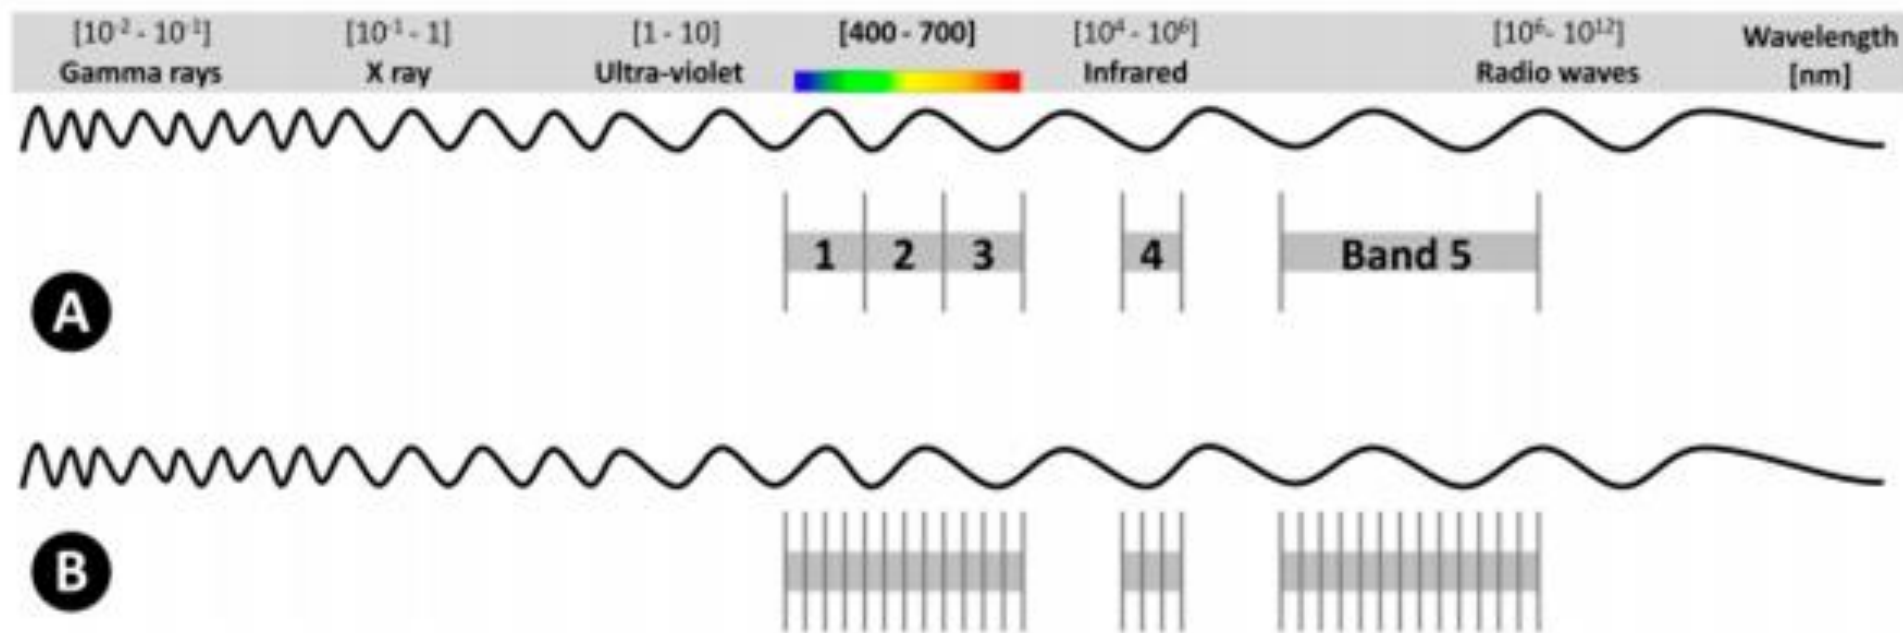 [10⁻² - 10⁻¹] [10⁻¹ - 1] [1 - 10] [400 - 700] [10⁴ - 10⁶] [10⁶- 10¹²] Wavelength
Gamma rays X ray Ultra-violet Infrared Radio waves [nm]
1 2 3 4 Band 5
A
B